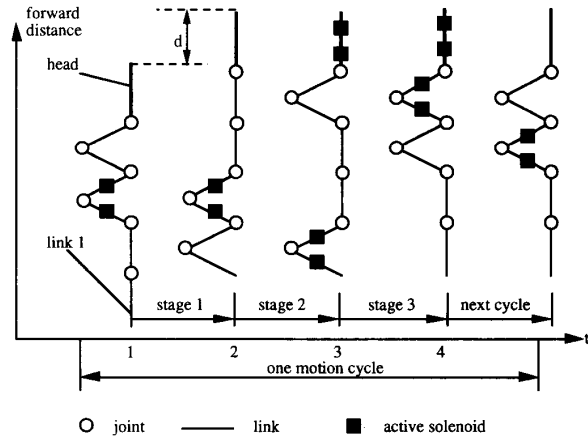 forward
distance
d
head
link 1
stage 1
stage 2
stage 3
next cycle
1
2
3
4
t
one motion cycle
joint
link
active solenoid